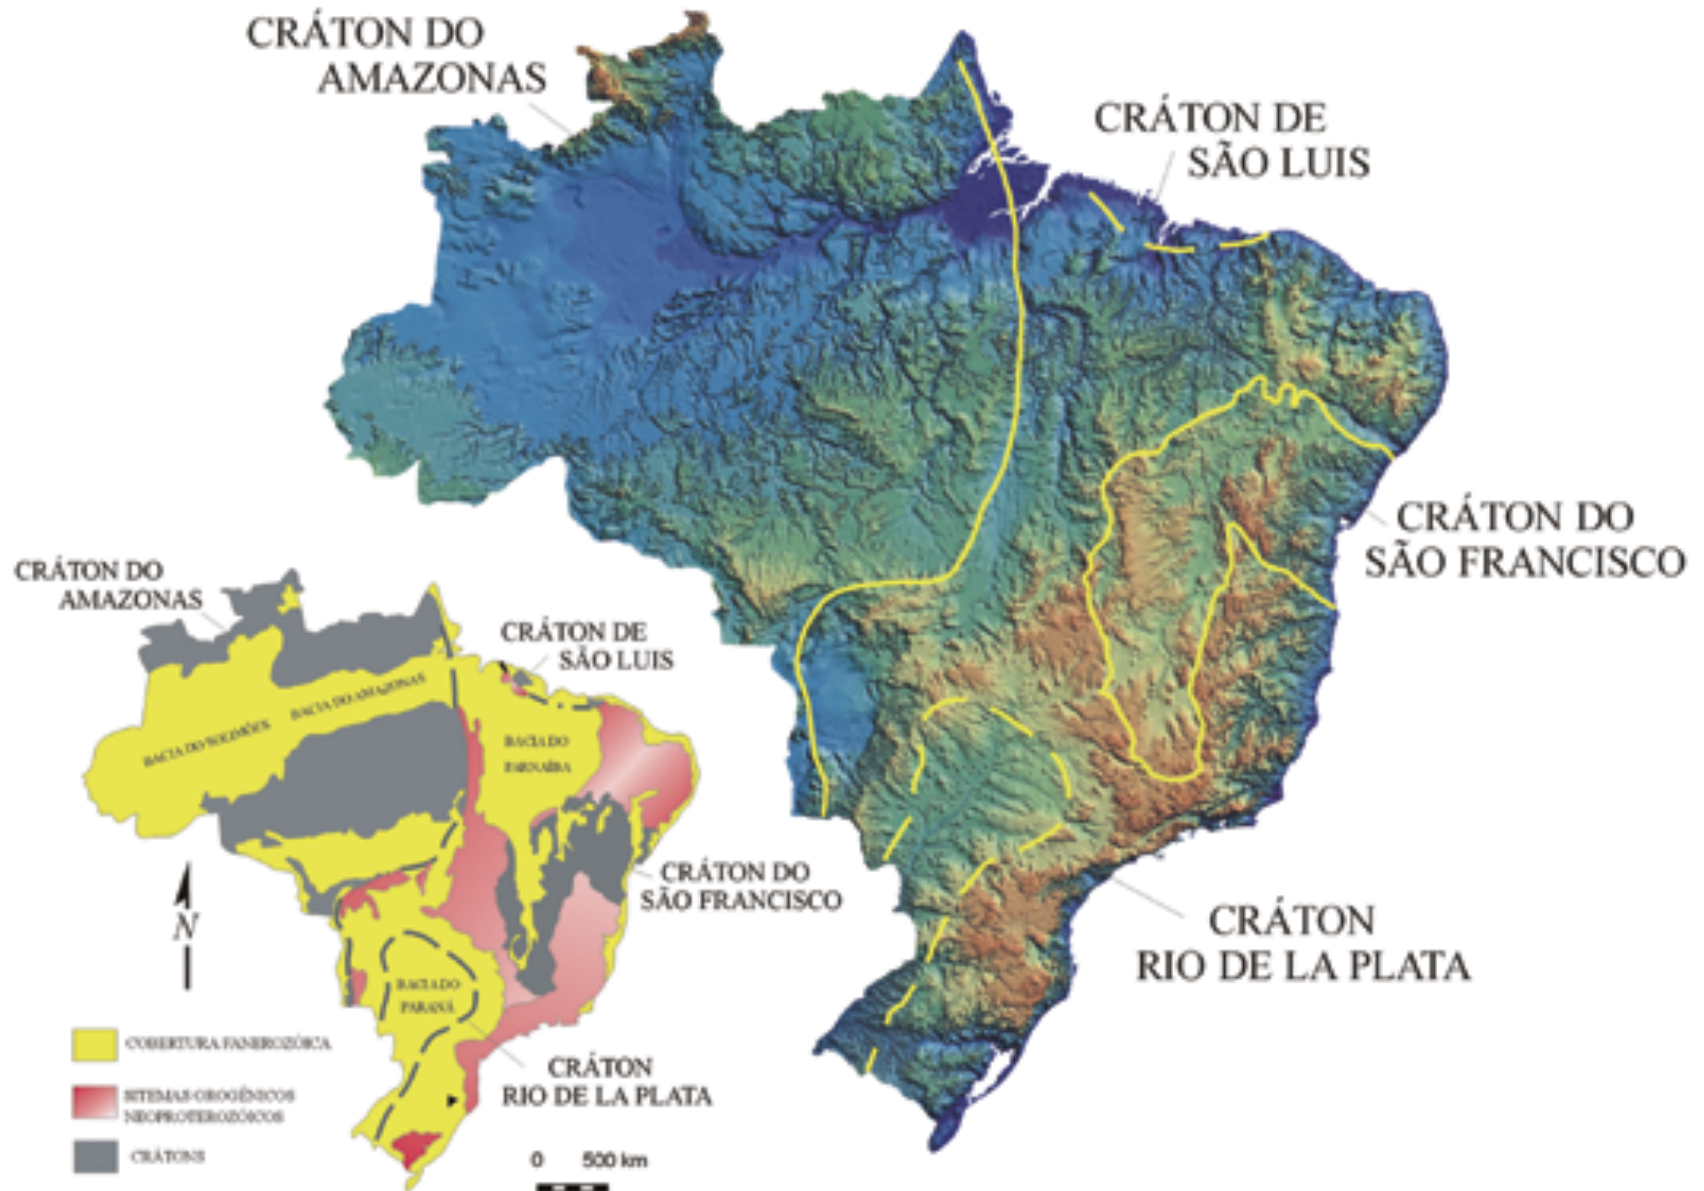 CRÁTON DO
AMAZONAS
CRÁTON DE
SÃO LUIS
CRÁTON DO
SÃO FRANCISCO
CRÁTON
RIO DE LA PLATA
CRÁTON DO
AMAZONAS
CRÁTON DE
SÃO LUIS
BACIA DO SOLIMÕES
BACIA DO AMAZONAS
BACIA DO
PARNAÍBA
CRÁTON DO
SÃO FRANCISCO
N
BACIA DO
PARANÁ
CRÁTON
RIO DE LA PLATA
COBERTURA FANEROZÓICA
SITEMAS OROGÊNICOS
NEOPROTEROZÓICOS
CRÁTONS
0 500 km